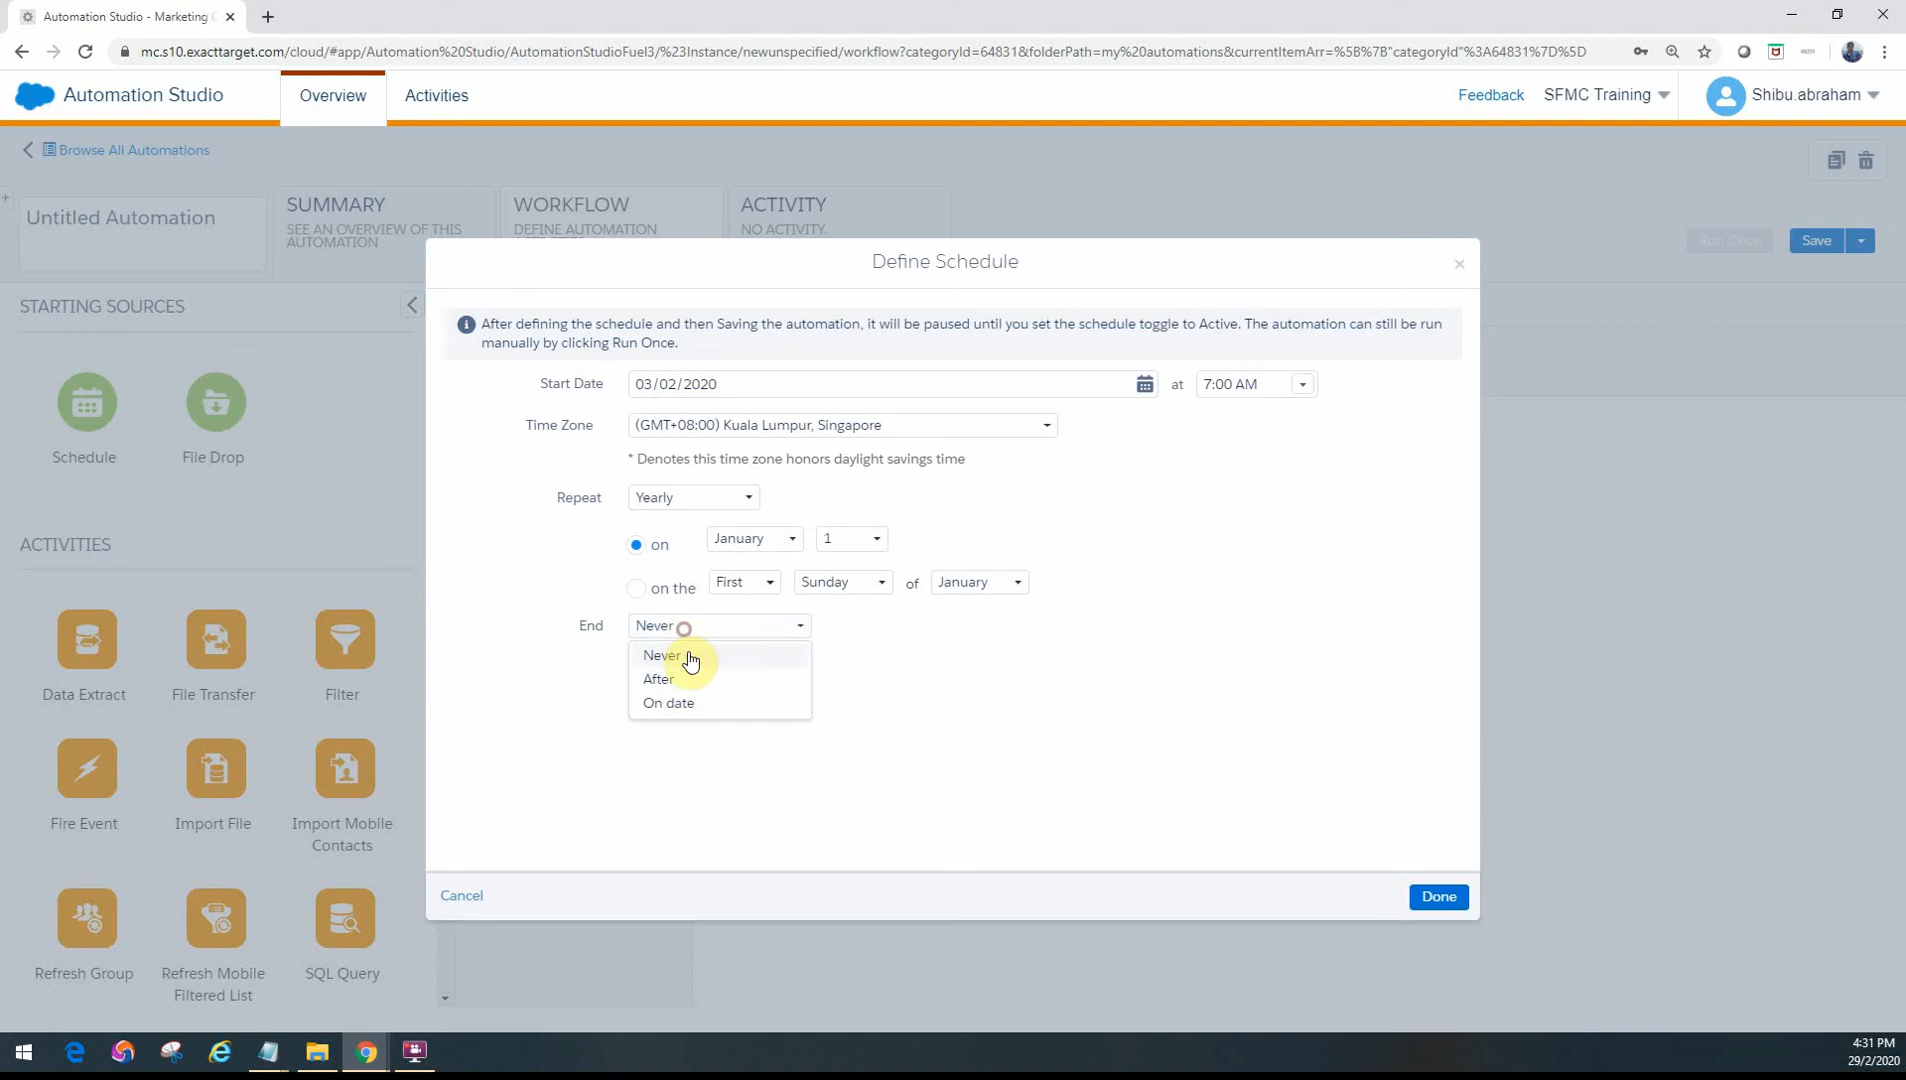 Automation Studio - Marketing C
mc.s10.exacttarget.com/cloud/#app/Automation%20Studio/AutomationStudioFuel3/%23Instance/newunspecified/workflow?categoryId=64831&folderPath=my%20automations&currentItemArr=%5B%7B"categoryId"%3A64831%7D%5D
Automation Studio
Overview
Activities
Feedback
SFMC Training
Shibu.abraham
Browse All Automations
Untitled Automation
SUMMARY
SEE AN OVERVIEW OF THIS
AUTOMATION
WORKFLOW
DEFINE AUTOMATION
ACTIVITY
NO ACTIVITY.
Run Once
Save
STARTING SOURCES
Schedule
File Drop
ACTIVITIES
Data Extract
File Transfer
Filter
Fire Event
Import File
Import Mobile
Contacts
Refresh Group
Refresh Mobile
Filtered List
SQL Query
Define Schedule
After defining the schedule and then Saving the automation, it will be paused until you set the schedule toggle to Active. The automation can still be run
manually by clicking Run Once.
Start Date
03/02/2020
at
7:00 AM
Time Zone
(GMT+08:00) Kuala Lumpur, Singapore
* Denotes this time zone honors daylight savings time
Repeat
Yearly
on
January
1
on the
First
Sunday
of
January
End
Never
Never
After
On date
Cancel
Done
4:31 PM
29/2/2020